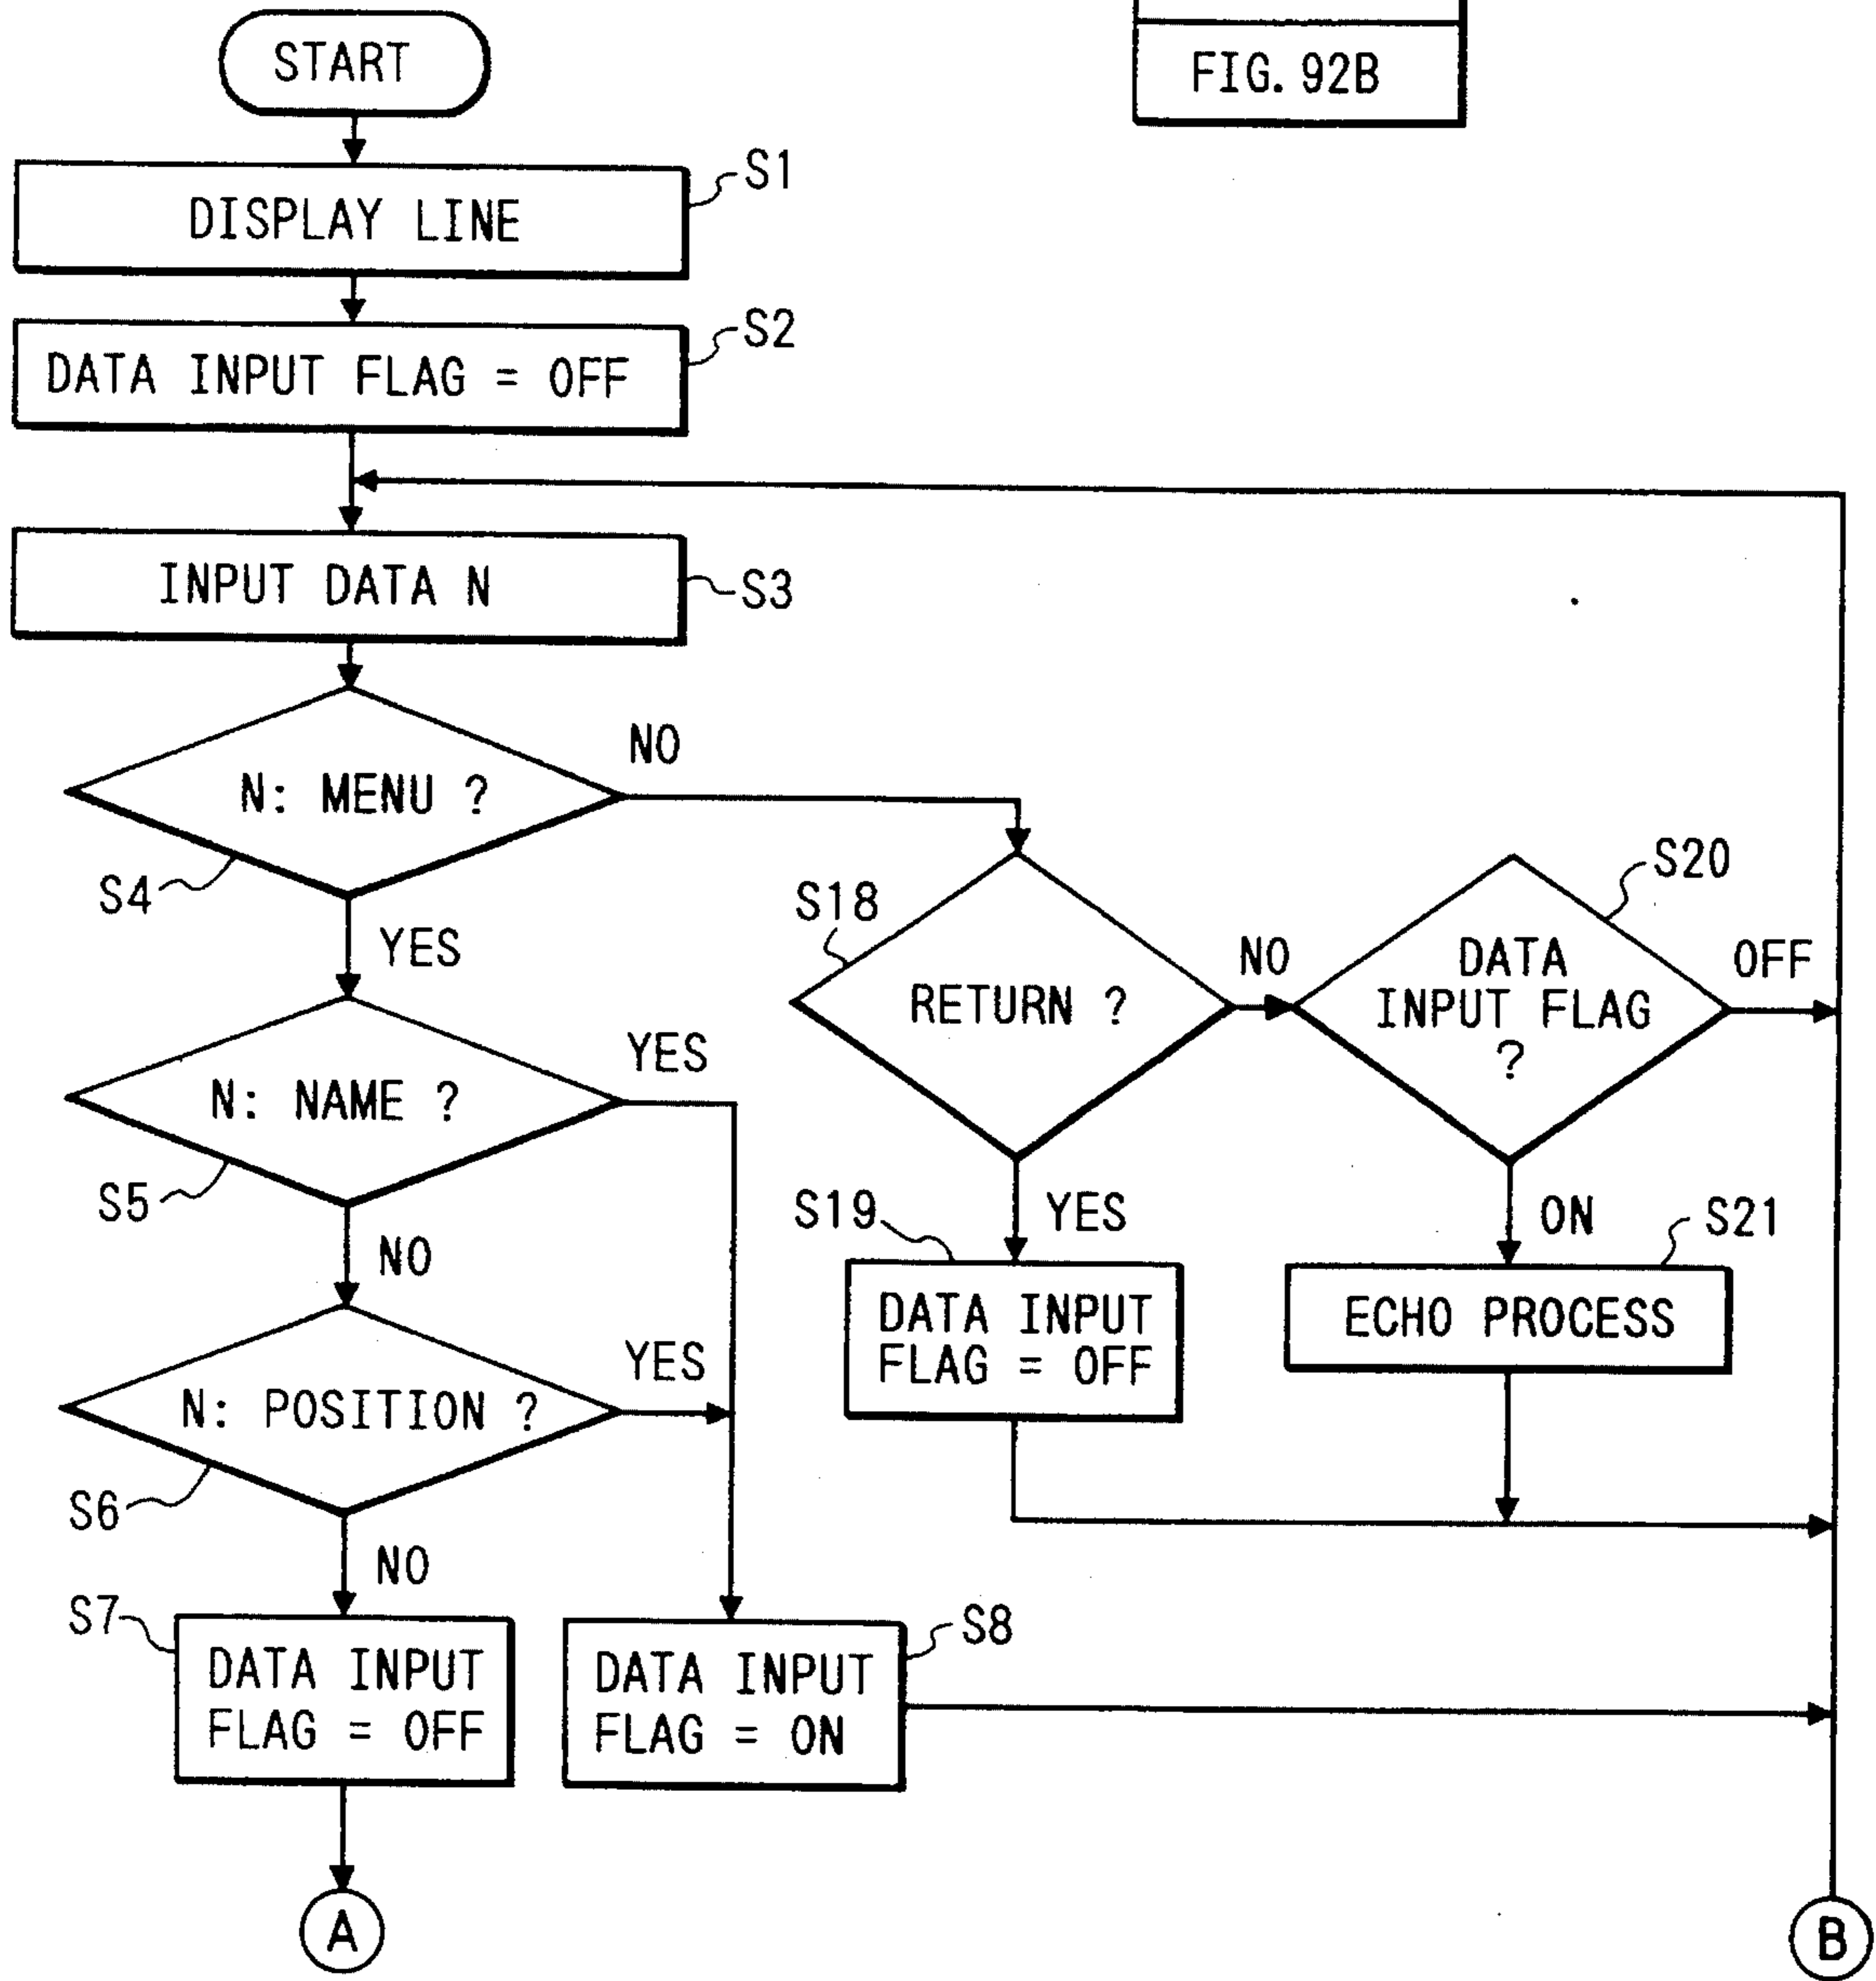 FIG. 92B
START
DISPLAY LINE
S1
DATA INPUT FLAG = OFF
S2
INPUT DATA N
S3
N: MENU ?
NO
S4
YES
S18
RETURN ?
NO
S20
DATA
INPUT FLAG
?
OFF
N: NAME ?
YES
S5
NO
S19
YES
ON
S21
DATA INPUT
FLAG = OFF
ECHO PROCESS
N: POSITION ?
YES
S6
NO
S7
DATA INPUT
FLAG = OFF
S8
DATA INPUT
FLAG = ON
A
B